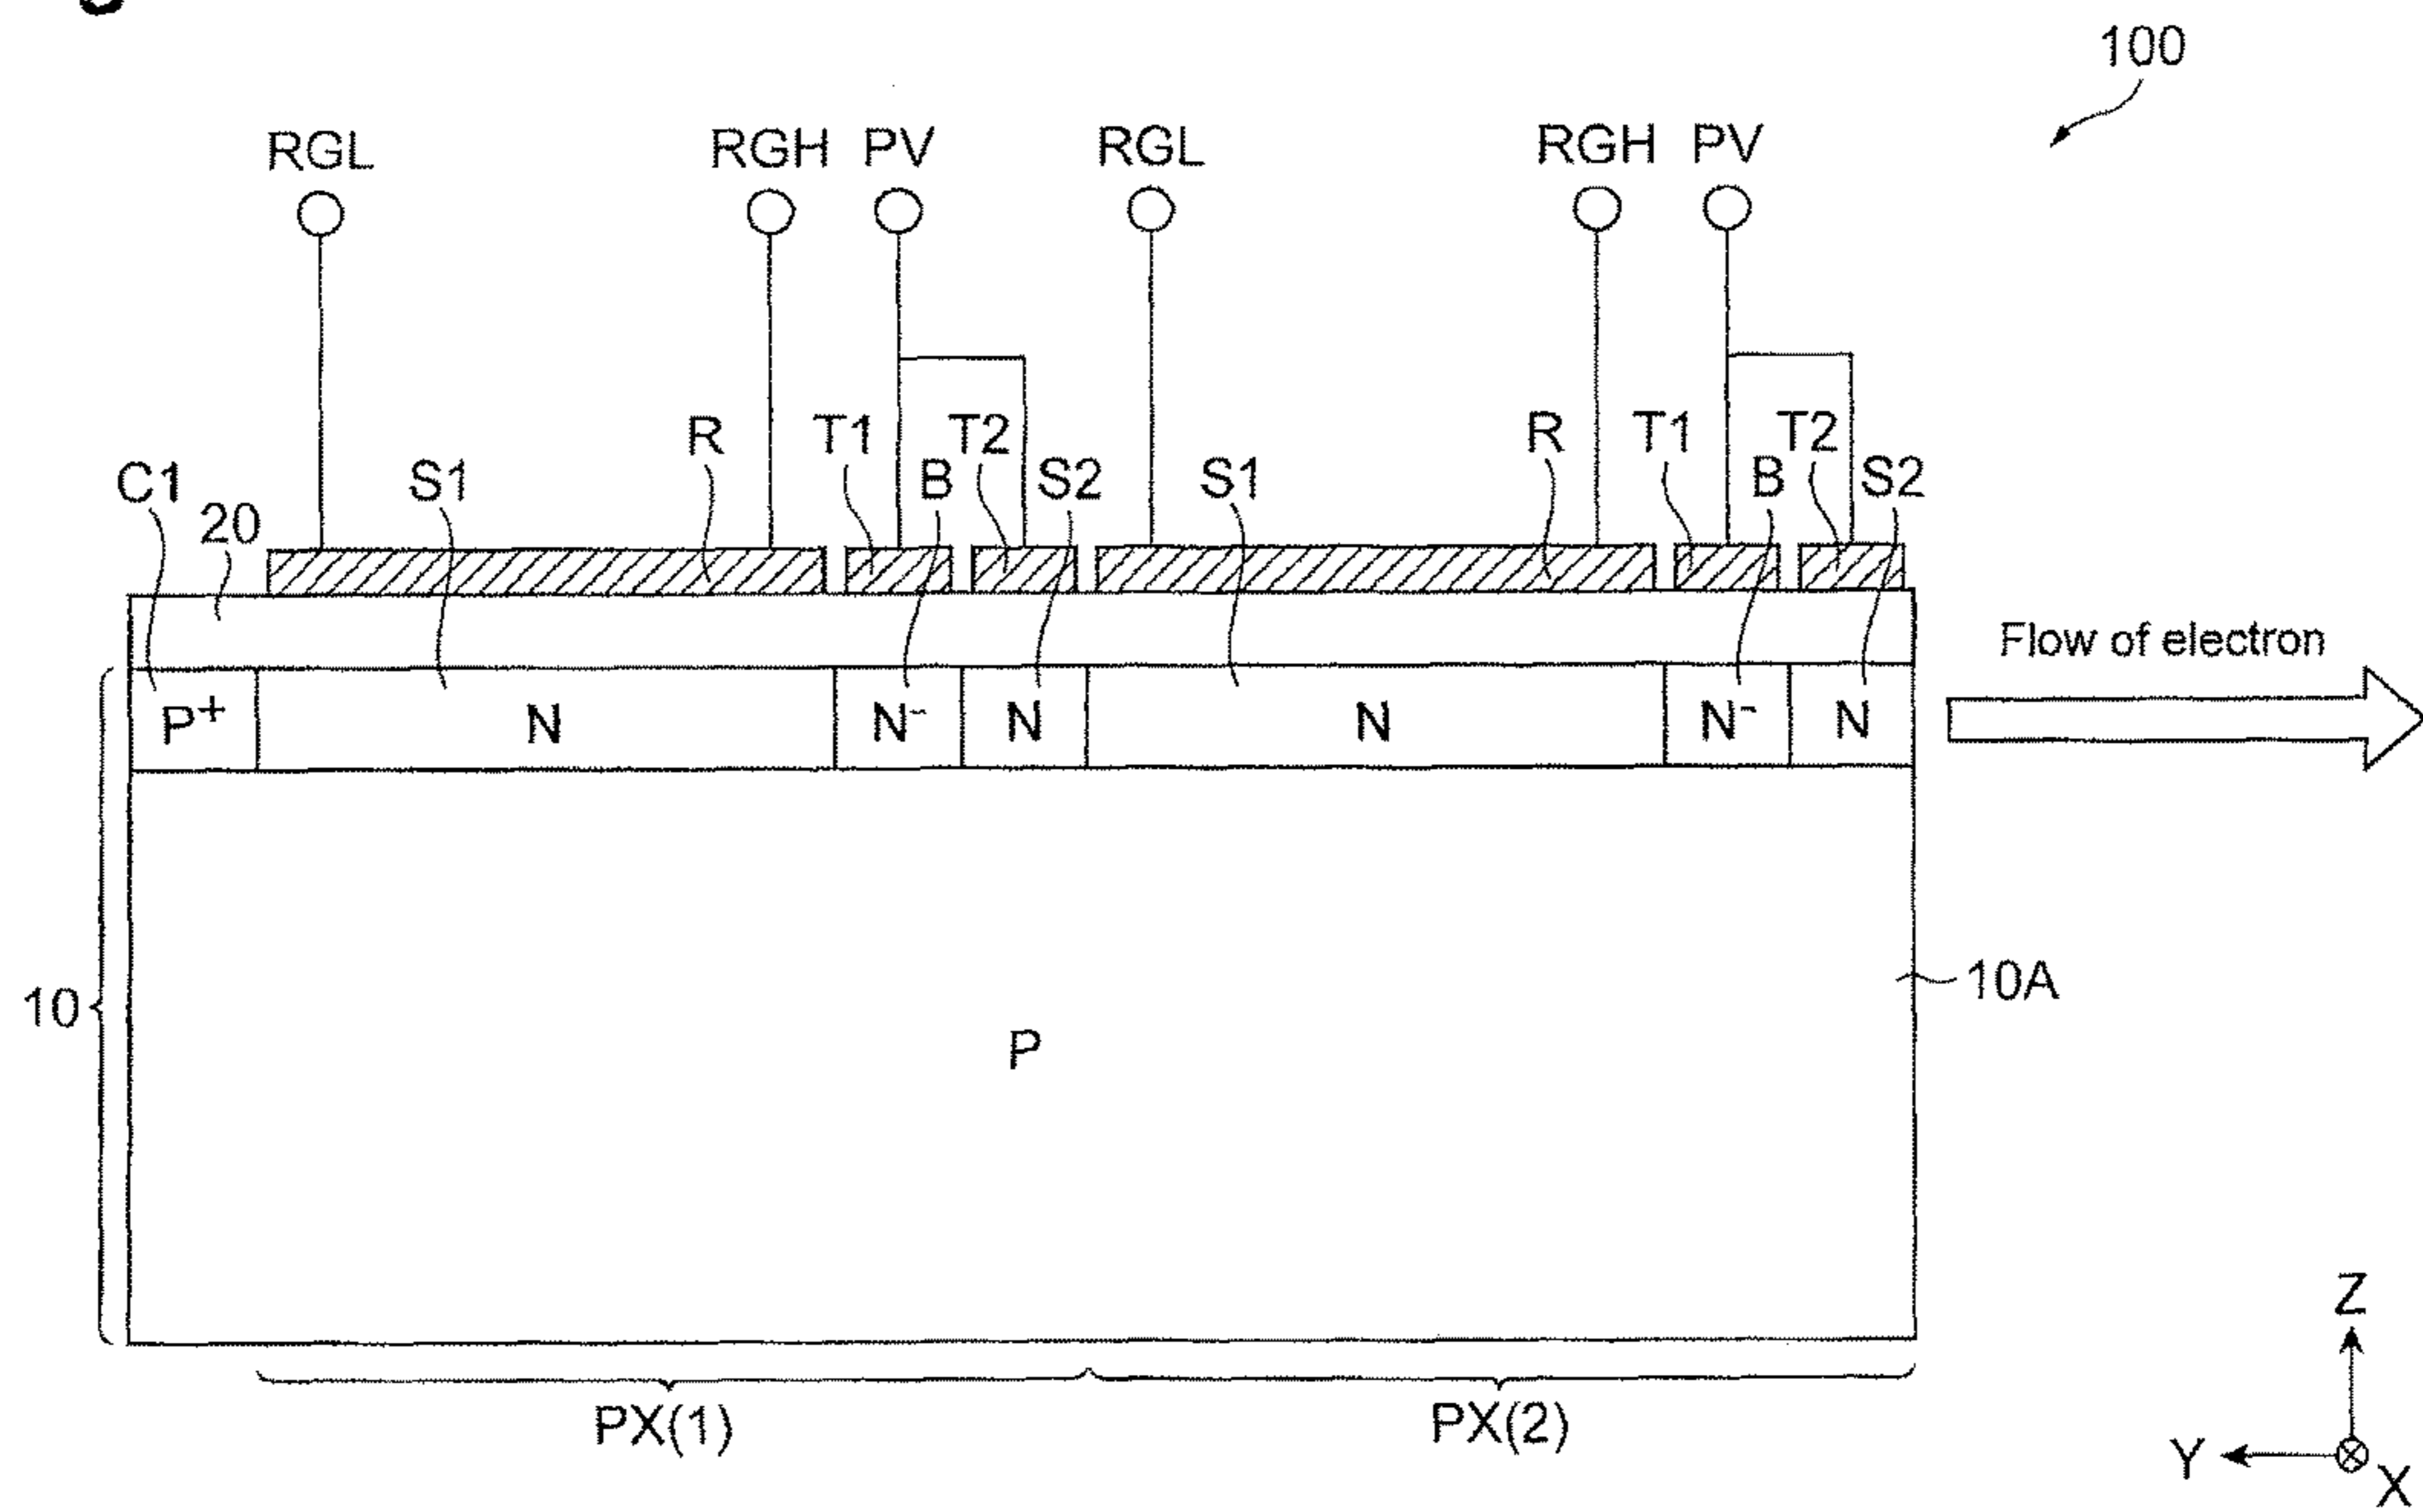 100
RGL RGH PV RGL RGH PV
R T1 T2 R T1 T2
C1 S1 B S2 S1 B S2
20
Flow of electron
P+ N N- N N N- N
10A
10
P
Z
PX(1) PX(2)
Y
X